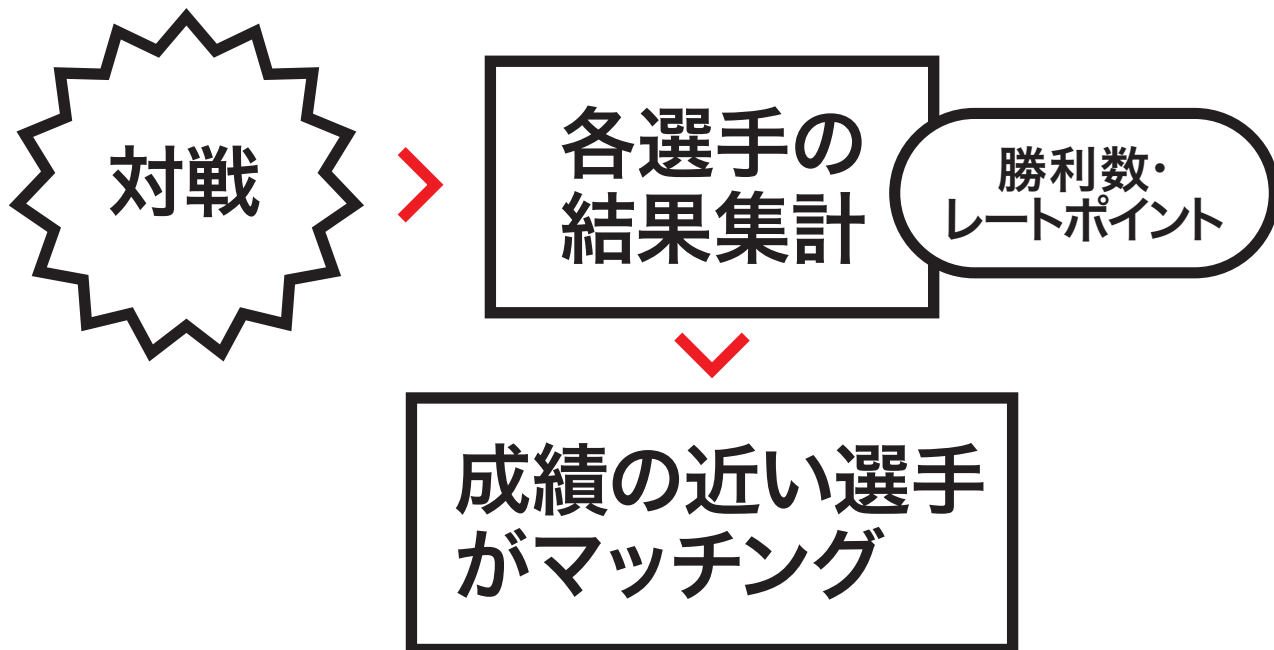 対戦
各選手の
結果集計
勝利数・
レートポイント
成績の近い選手
がマッチング